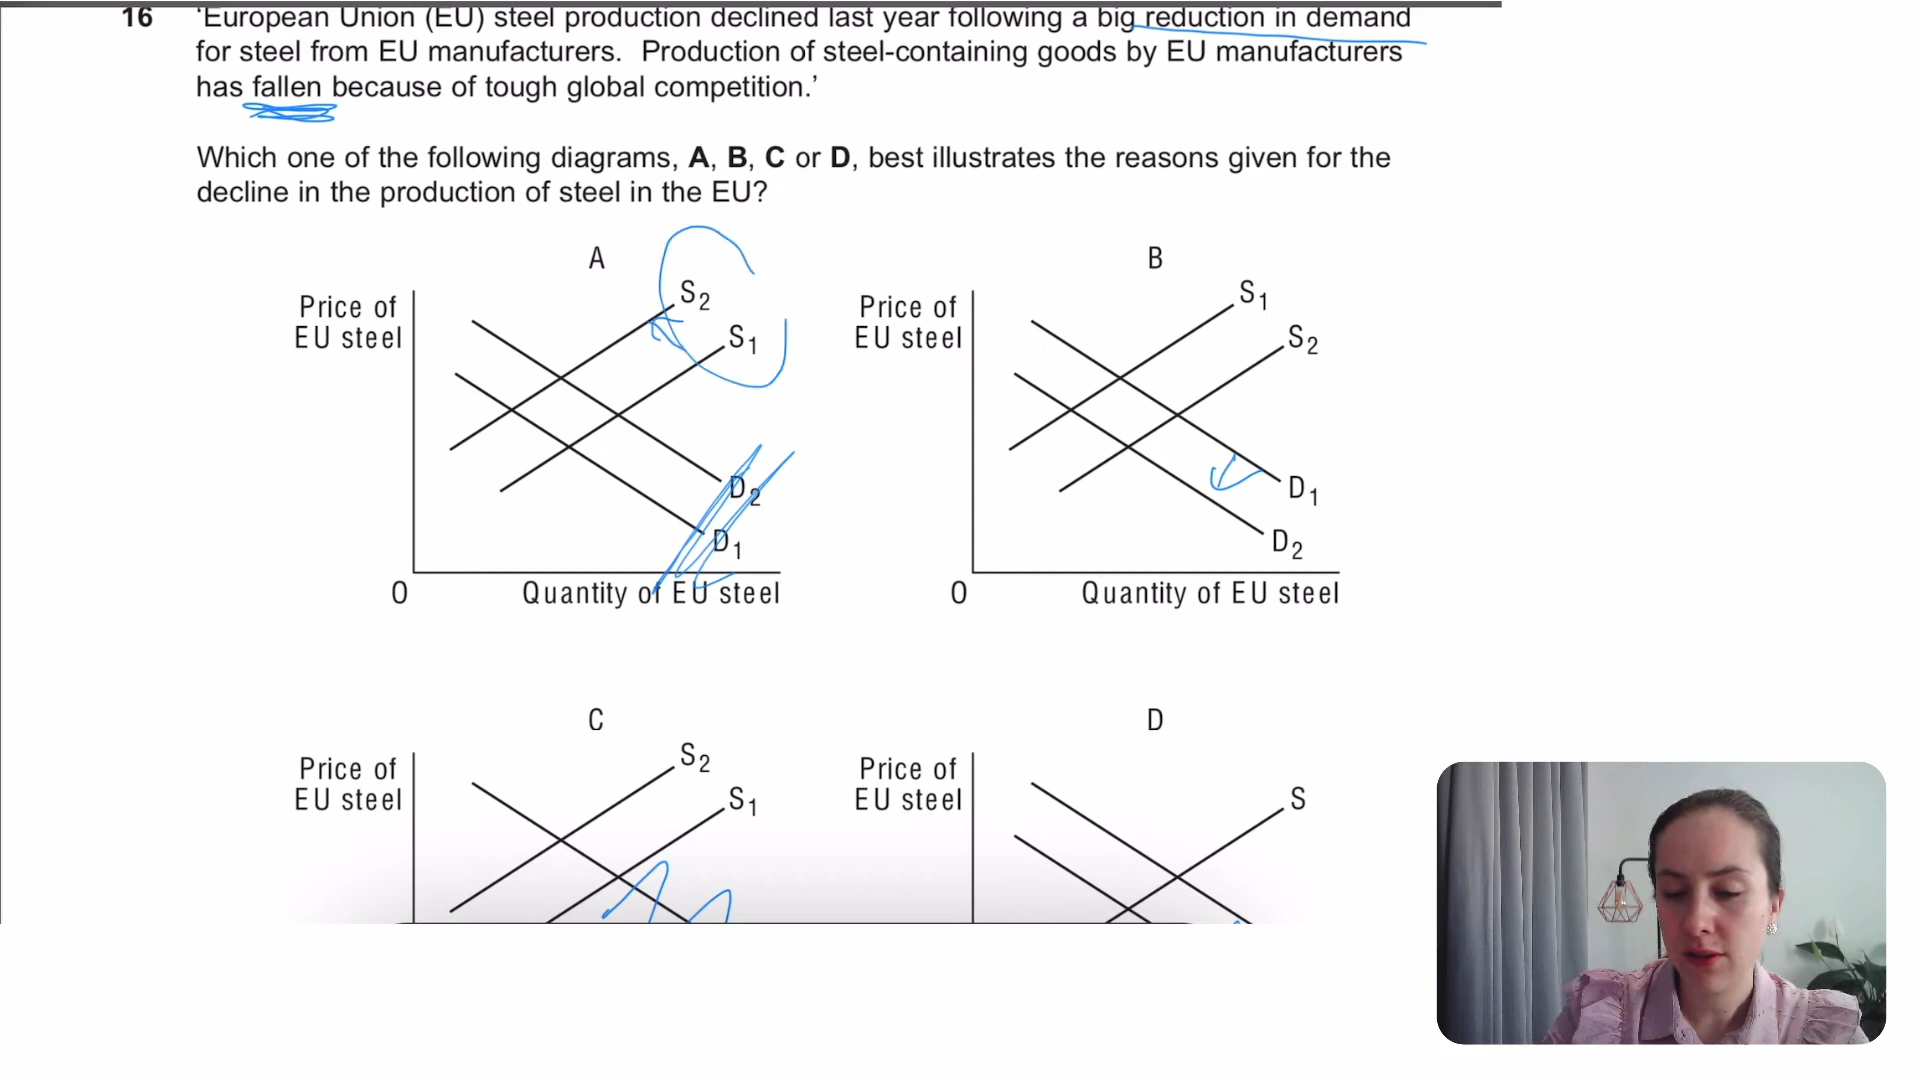 16 ‘European Union (EU) steel production declined last year following a big reduction in demand
for steel from EU manufacturers. Production of steel-containing goods by EU manufacturers
has fallen because of tough global competition.’
Which one of the following diagrams, A, B, C or D, best illustrates the reasons given for the
decline in the production of steel in the EU?
A
Price of
EU steel
S2
S1
D2
D1
0
Quantity of EU steel
B
Price of
EU steel
S1
S2
D1
D2
0
Quantity of EU steel
C
Price of
EU steel
S2
S1
D
Price of
EU steel
S